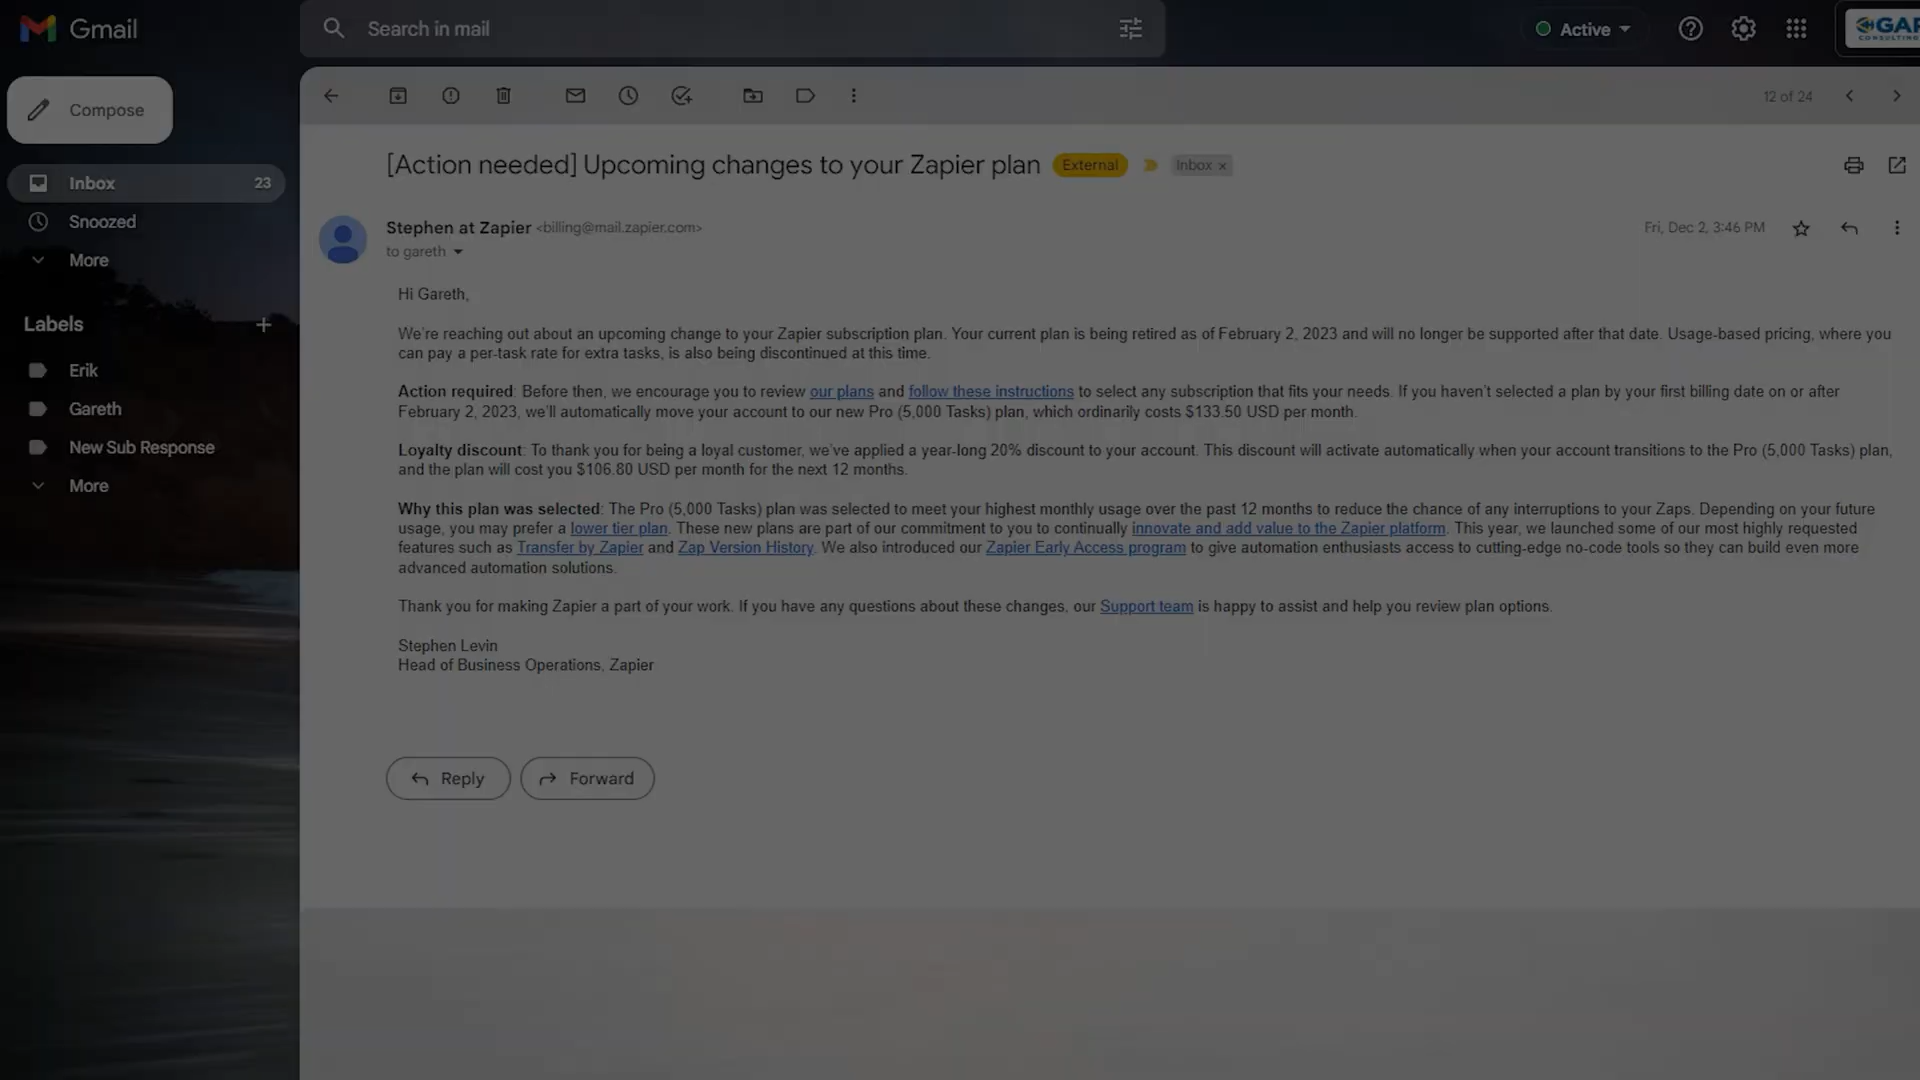 Gmail
Search in mail
Active
Compose
12 of 24
[Action needed] Upcoming changes to your Zapier plan External Inbox ×
Inbox 23
Snoozed
More
Labels +
Erik
Gareth
New Sub Response
More
Stephen at Zapier <billing@mail.zapier.com>
Fri, Dec 2, 3:46 PM
to gareth
Hi Gareth,
We're reaching out about an upcoming change to your Zapier subscription plan. Your current plan is being retired as of February 2, 2023 and will no longer be supported after that date. Usage-based pricing, where you
can pay a per-task rate for extra tasks, is also being discontinued at this time.
Action required: Before then, we encourage you to review our plans and follow these instructions to select any subscription that fits your needs. If you haven't selected a plan by your first billing date on or after
February 2, 2023, we'll automatically move your account to our new Pro (5,000 Tasks) plan, which ordinarily costs $133.50 USD per month.
Loyalty discount: To thank you for being a loyal customer, we've applied a year-long 20% discount to your account. This discount will activate automatically when your account transitions to the Pro (5,000 Tasks) plan,
and the plan will cost you $106.80 USD per month for the next 12 months.
Why this plan was selected: The Pro (5,000 Tasks) plan was selected to meet your highest monthly usage over the past 12 months to reduce the chance of any interruptions to your Zaps. Depending on your future
usage, you may prefer a lower tier plan. These new plans are part of our commitment to you to continually innovate and add value to the Zapier platform. This year, we launched some of our most highly requested
features such as Transfer by Zapier and Zap Version History. We also introduced our Zapier Early Access program to give automation enthusiasts access to cutting-edge no-code tools so they can build even more
advanced automation solutions.
Thank you for making Zapier a part of your work. If you have any questions about these changes, our Support team is happy to assist and help you review plan options.
Stephen Levin
Head of Business Operations, Zapier
Reply
Forward